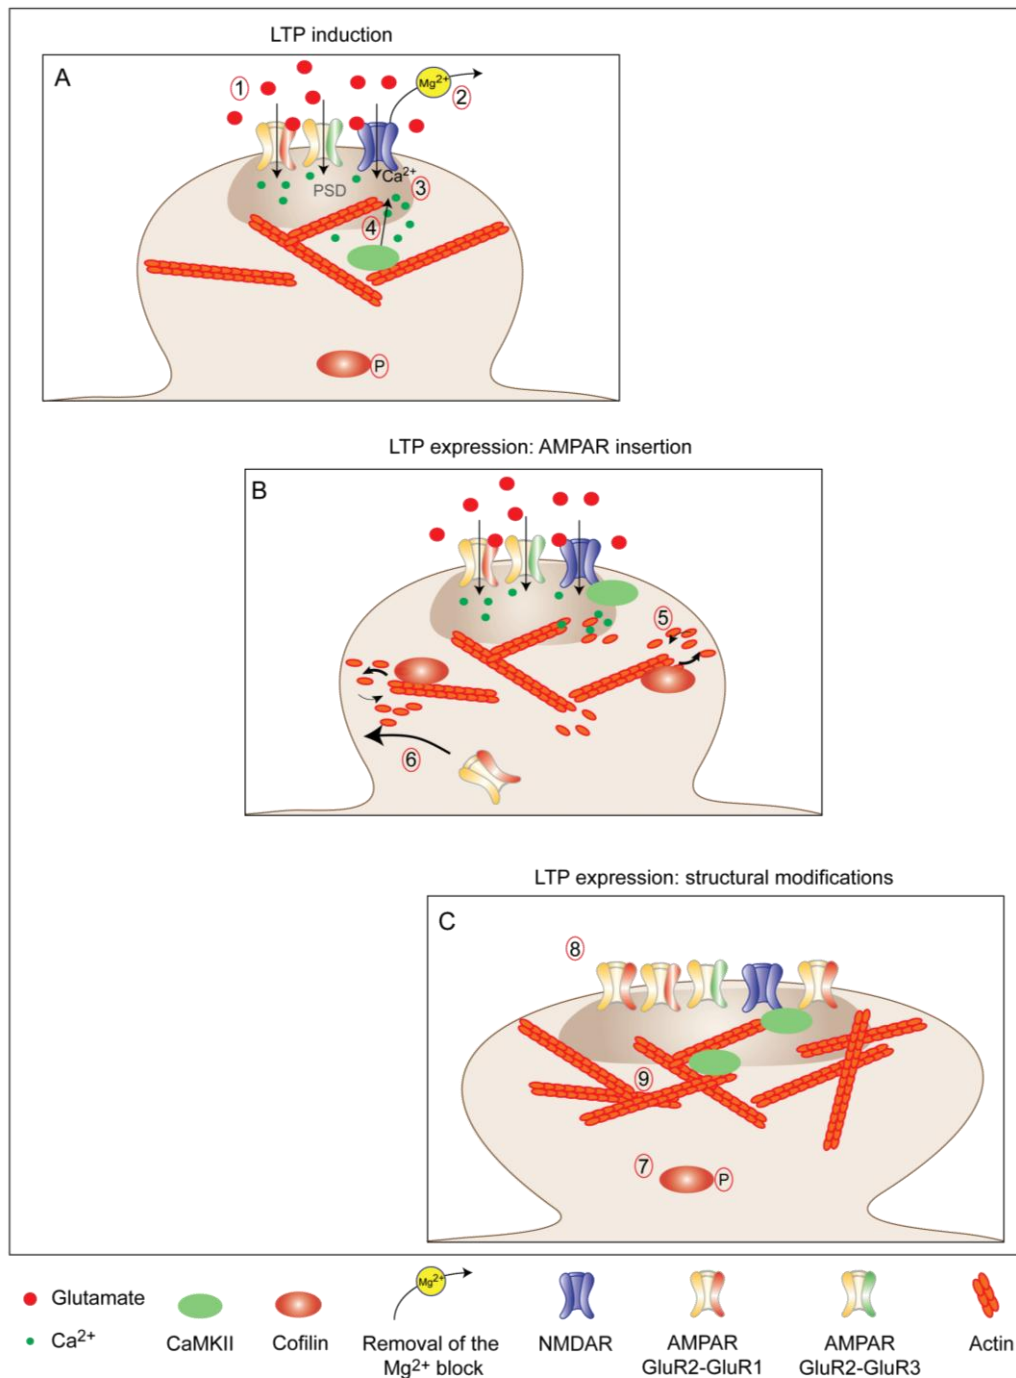 LTP induction
A
1
Mg2+
2
PSD
Ca2+
3
4
P
LTP expression: AMPAR insertion
B
5
6
LTP expression: structural modifications
C
8
9
7
P
Glutamate
Ca2+
CaMKII
Cofilin
Mg2+
Removal of the
Mg2+ block
NMDAR
AMPAR
GluR2-GluR1
AMPAR
GluR2-GluR3
Actin